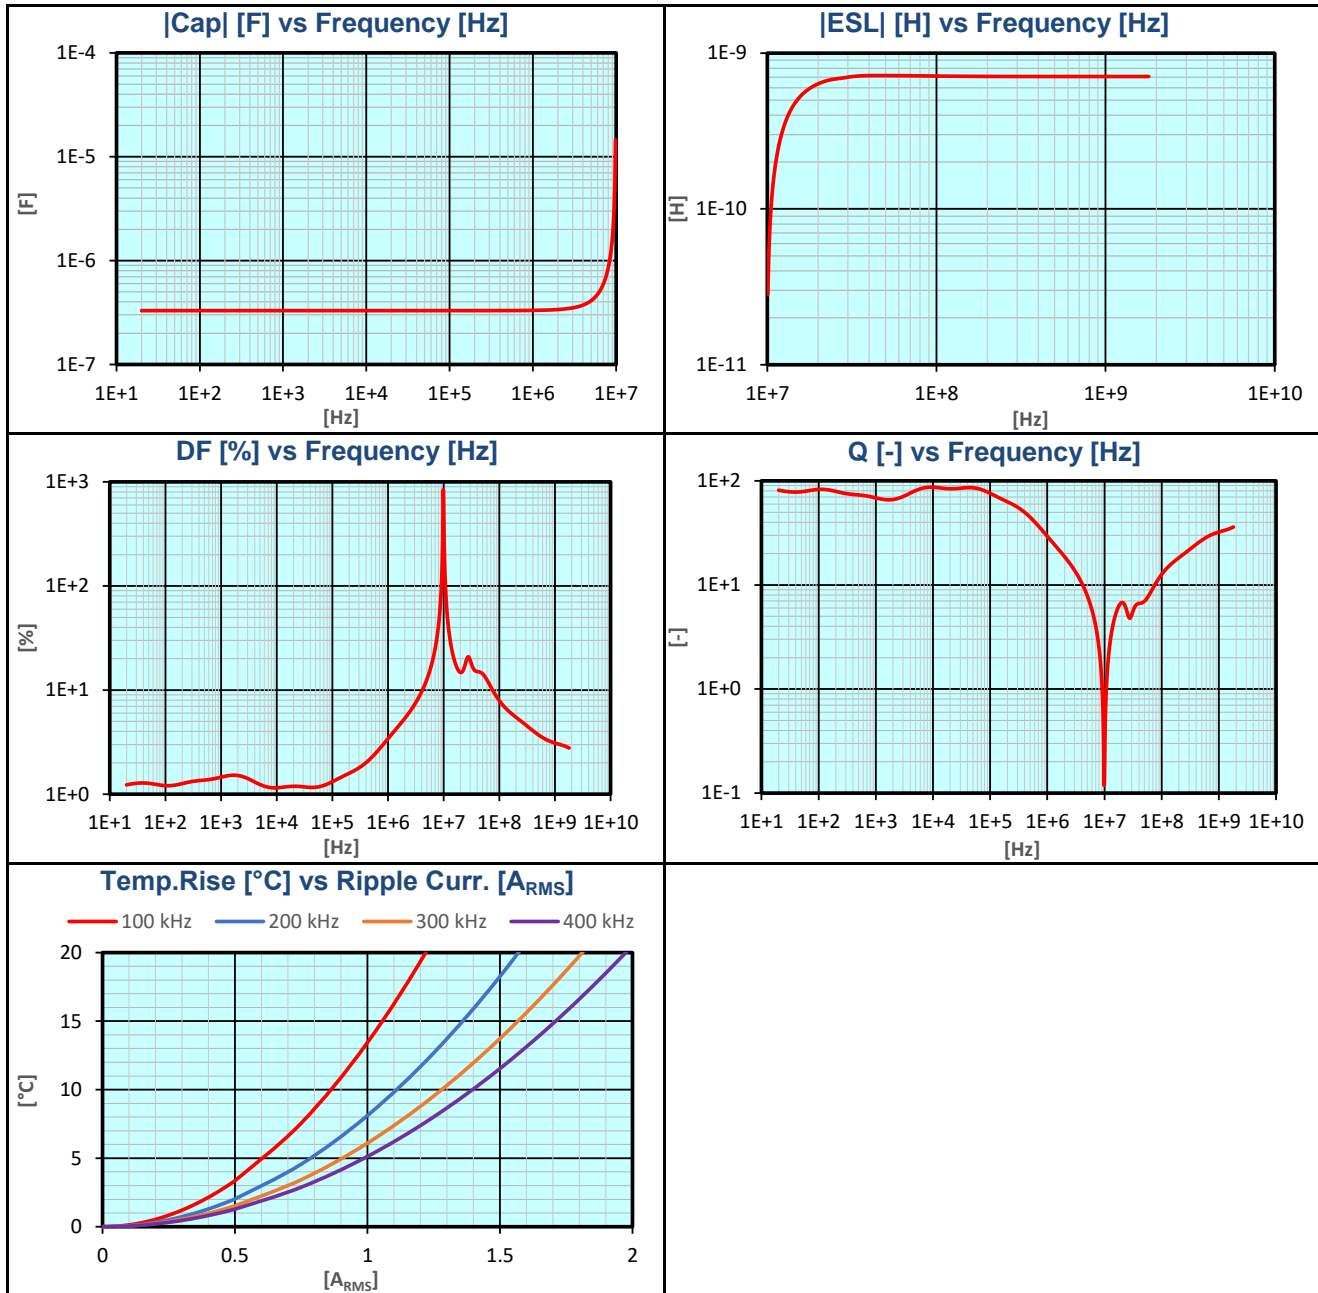 |Cap| [F] vs Frequency [Hz]
1E-4
1E-5
1E-6
1E-7
[F]
1E+1 1E+2 1E+3 1E+4 1E+5 1E+6 1E+7
[Hz]
|ESL| [H] vs Frequency [Hz]
1E-9
1E-10
1E-11
[H]
1E+7 1E+8 1E+9 1E+10
[Hz]
DF [%] vs Frequency [Hz]
1E+3
1E+2
1E+1
1E+0
[%]
1E+1 1E+2 1E+3 1E+4 1E+5 1E+6 1E+7 1E+8 1E+9 1E+10
[Hz]
Q [-] vs Frequency [Hz]
1E+2
1E+1
1E+0
1E-1
[-]
1E+1 1E+2 1E+3 1E+4 1E+5 1E+6 1E+7 1E+8 1E+9 1E+10
[Hz]
Temp.Rise [°C] vs Ripple Curr. [ARMS]
100 kHz 200 kHz 300 kHz 400 kHz
20
15
10
5
0
[°C]
0 0.5 1 1.5 2
[ARMS]